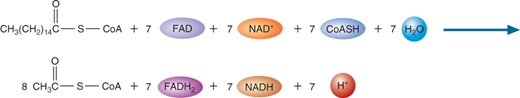 O
CH₃(CH₂)₁₄C—S—CoA + 7 FAD + 7 NAD⁺ + 7 CoASH + 7 H₂O
O
8 CH₃C—S—CoA + 7 FADH₂ + 7 NADH + 7 H⁺